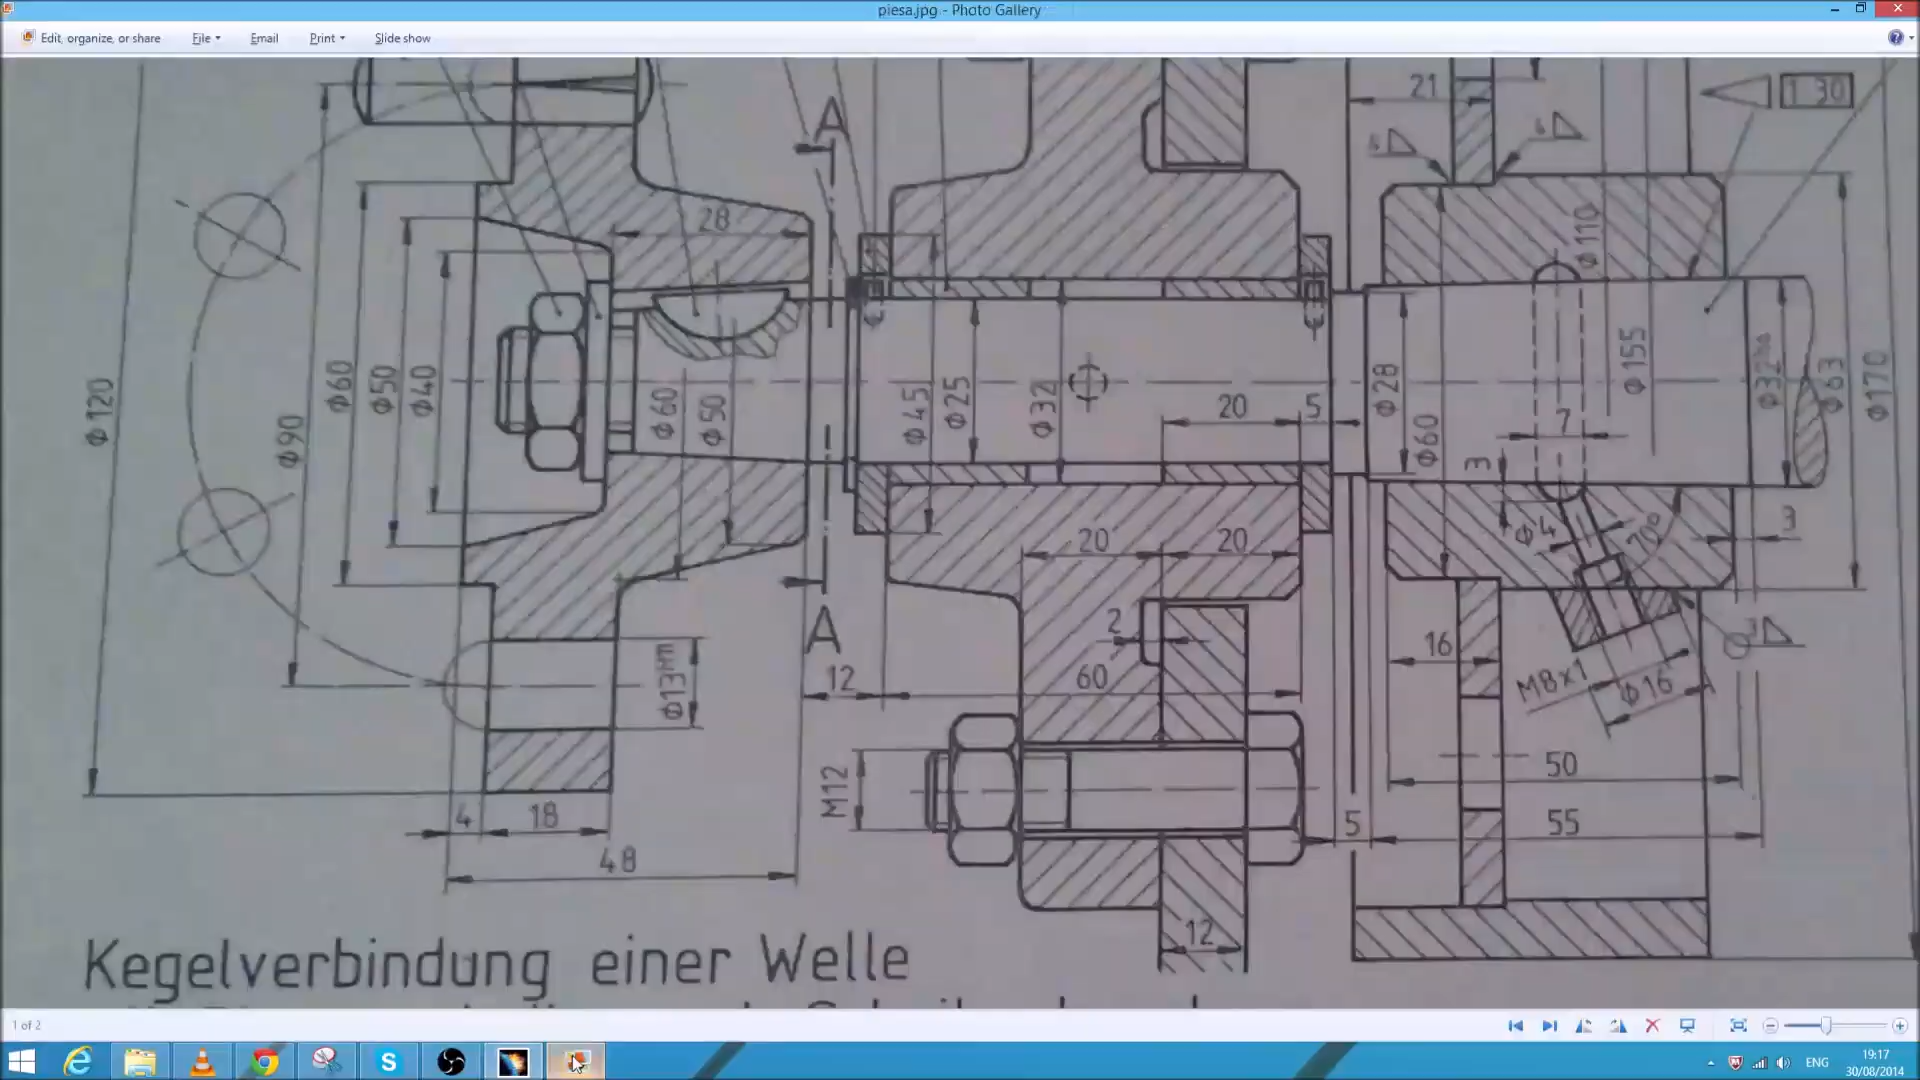 piesa.jpg - Photo Gallery
Edit, organize, or share File Email Print Slide show
21
1 30
A
28
Φ110
Φ120
Φ90
Φ60
Φ50
Φ40
Φ60
Φ50
Φ45
Φ25
Φ32
20
5
Φ28
Φ60
7
3
Φ155
Φ63
Φ170
Φ4
70°
3
20
20
2
A
12
60
16
M8x1
Φ16
M12
50
4
18
5
55
48
12
Kegelverbindung einer Welle
1 of 2
ENG
19:17
30/08/2014